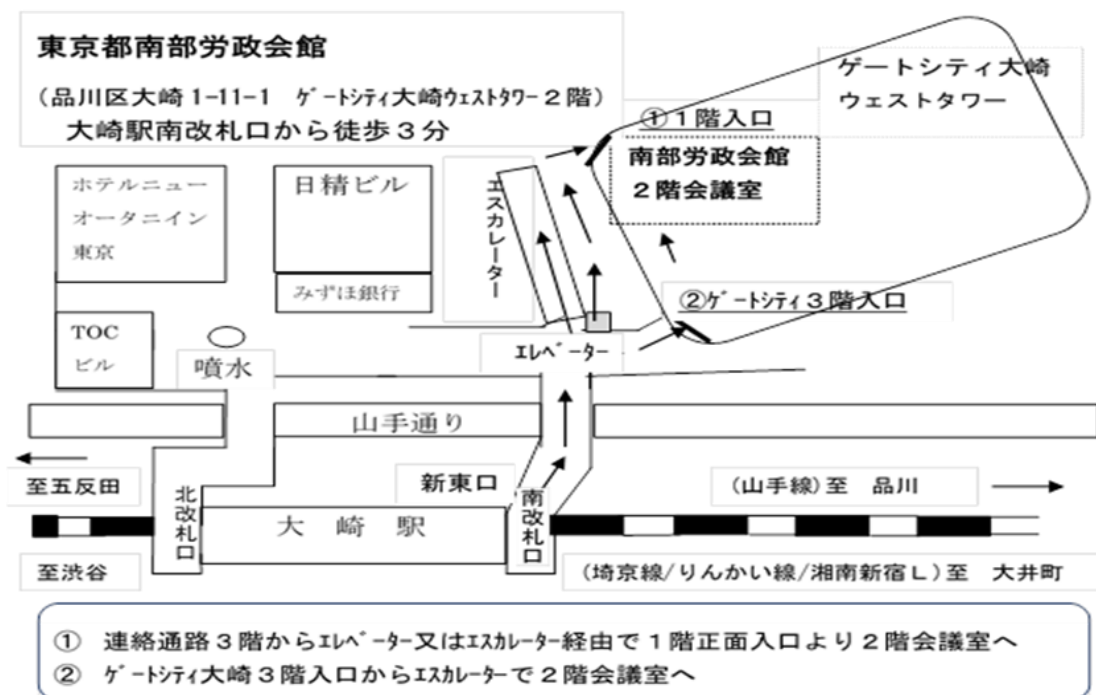 東京都南部労政会館
(品川区大崎1-11-1 ゲートシティ大崎ウェストタワー2階)
大崎駅南改札口から徒歩3分
ゲートシティ大崎
ウェストタワー
①1階入口
南部労政会館
2階会議室
ホテルニュー
オータニイン
東京
日精ビル
みずほ銀行
エスカレーター
②ゲートシティ3階入口
TOC
ビル
噴水
エレベーター
山手通り
至五反田
北改札口
新東口
南改札口
(山手線)至 品川
大崎駅
至渋谷
(埼京線/りんかい線/湘南新宿L)至 大井町
① 連絡通路3階からエレベーター又はエスカレーター経由で1階正面入口より2階会議室へ
② ゲートシティ大崎3階入口からエスカレーターで2階会議室へ